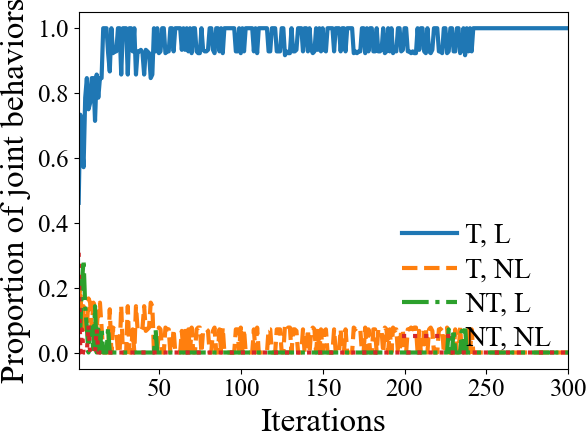 Proportion of joint behaviors
1.0
0.8
0.6
0.4
0.2
0.0
T, L
T, NL
NT, L
NT, NL
50
100
150
200
250
300
Iterations